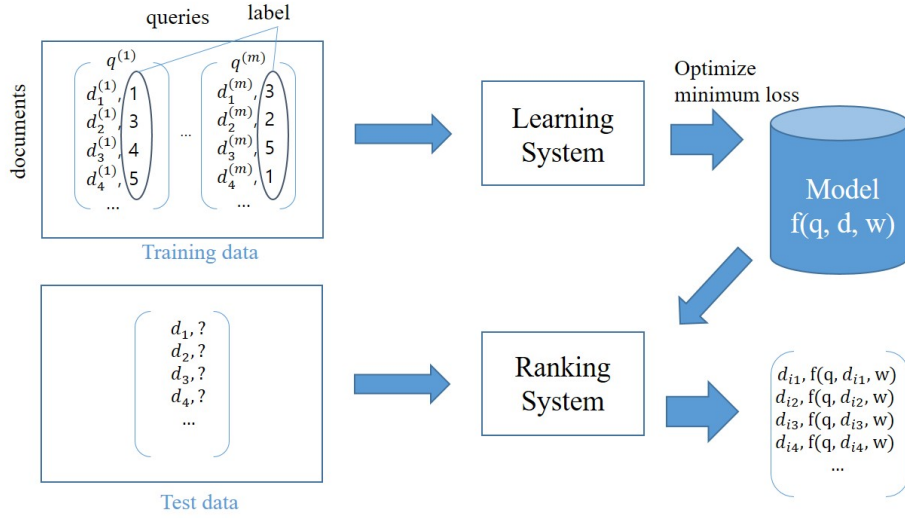 queries
label
documents
q^(1)
d_1^(1), 1
d_2^(1), 3
d_3^(1), 4
d_4^(1), 5
...
...
q^(m)
d_1^(m), 3
d_2^(m), 2
d_3^(m), 5
d_4^(m), 1
...
Training data
Learning
System
Optimize
minimum loss
Model
f(q, d, w)
d_1, ?
d_2, ?
d_3, ?
d_4, ?
...
Test data
Ranking
System
d_i1, f(q, d_i1, w)
d_i2, f(q, d_i2, w)
d_i3, f(q, d_i3, w)
d_i4, f(q, d_i4, w)
...